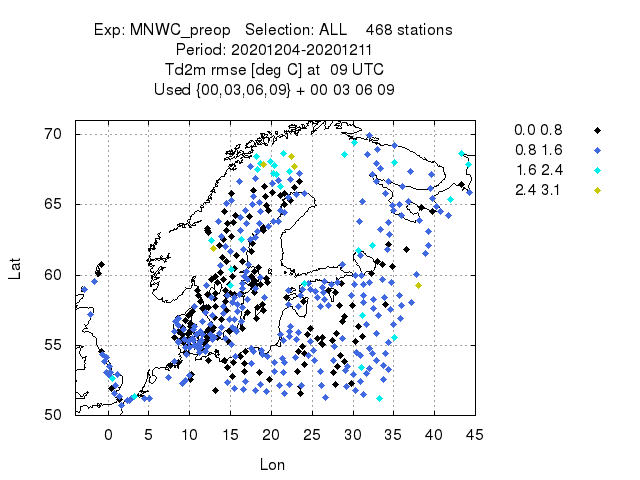 Exp: MNWC_preop Selection: ALL 468 stations
Period: 20201204-20201211
Td2m rmse [deg C] at 09 UTC
Used {00,03,06,09} + 00 03 06 09
0.0 0.8
0.8 1.6
1.6 2.4
2.4 3.1
70
65
60
55
50
Lat
0 5 10 15 20 25 30 35 40 45
Lon